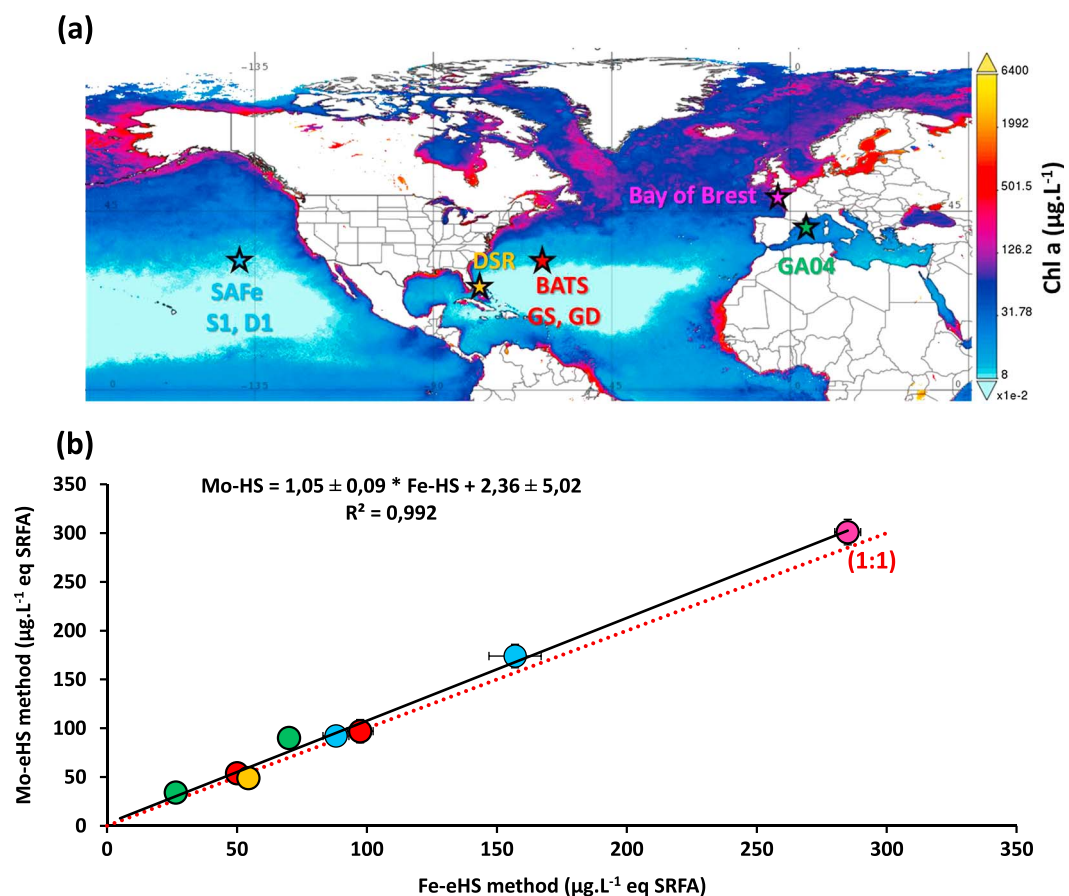 (a)
-135
0
6400
1992
501.5
126.2
31.78
8
x1e-2
Chl a (µg.L-1)
45
45
Bay of Brest
GA04
DSR
BATS
GS, GD
SAFe
S1, D1
0
-135
-90
-45
0
0
(b)
Mo-HS = 1,05 ± 0,09 * Fe-HS + 2,36 ± 5,02
R² = 0,992
(1:1)
350
300
250
200
150
100
50
0
Mo-eHS method (µg.L-1 eq SRFA)
0 50 100 150 200 250 300 350
Fe-eHS method (µg.L-1 eq SRFA)